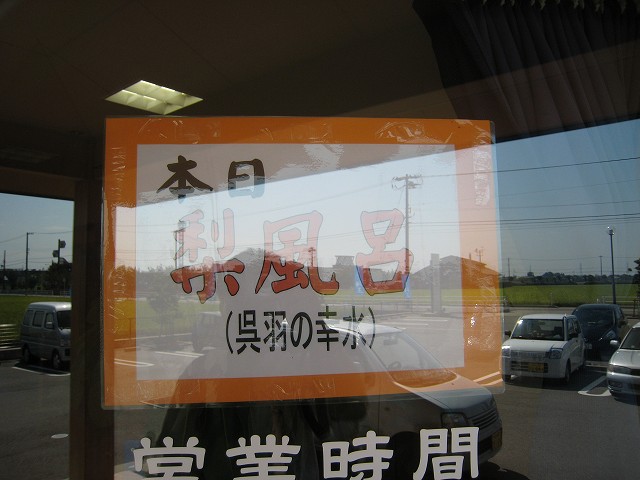 本日
梨風呂
(呉羽の幸水)
営業時間